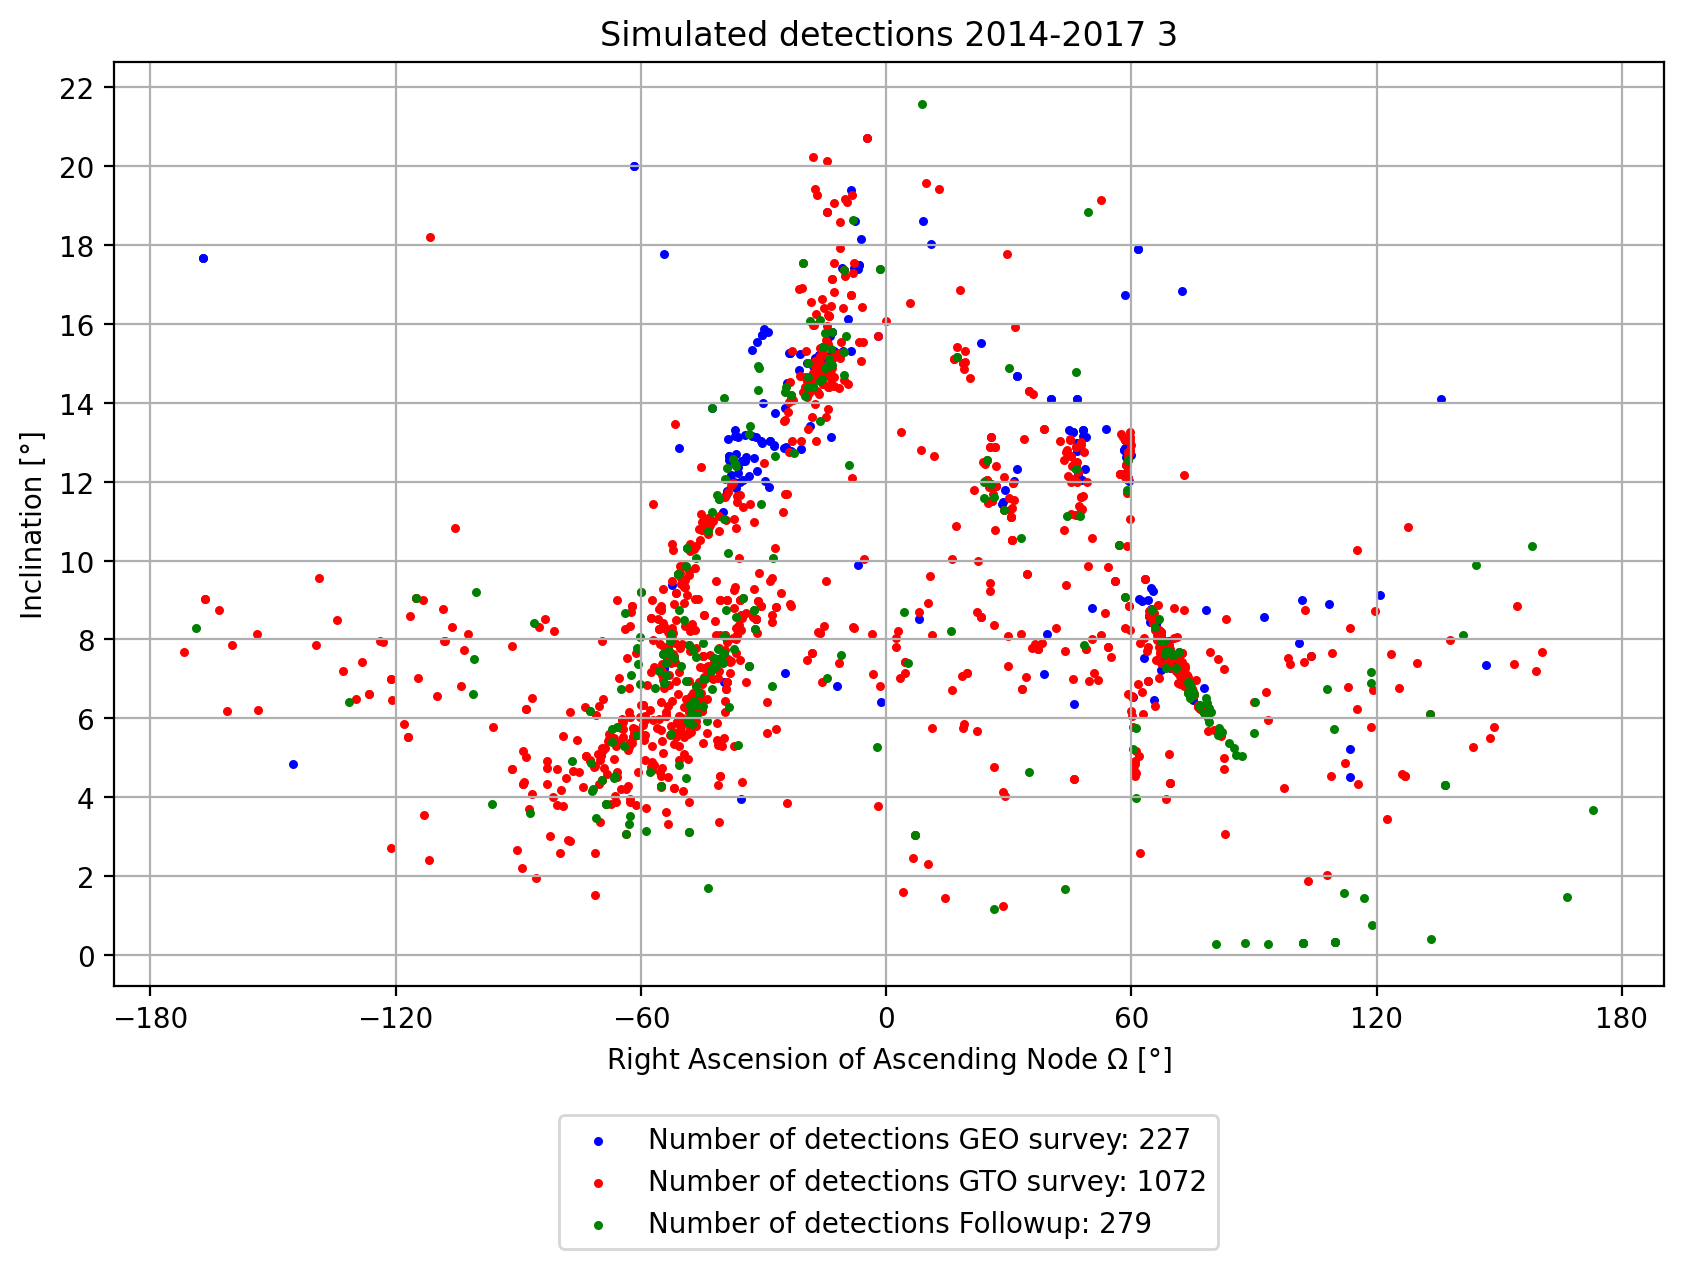 Simulated detections 2014-2017 3
22
20
18
16
14
12
10
8
6
4
2
0
Inclination [°]
−180 −120 −60 0 60 120 180
Right Ascension of Ascending Node Ω [°]
Number of detections GEO survey: 227
Number of detections GTO survey: 1072
Number of detections Followup: 279